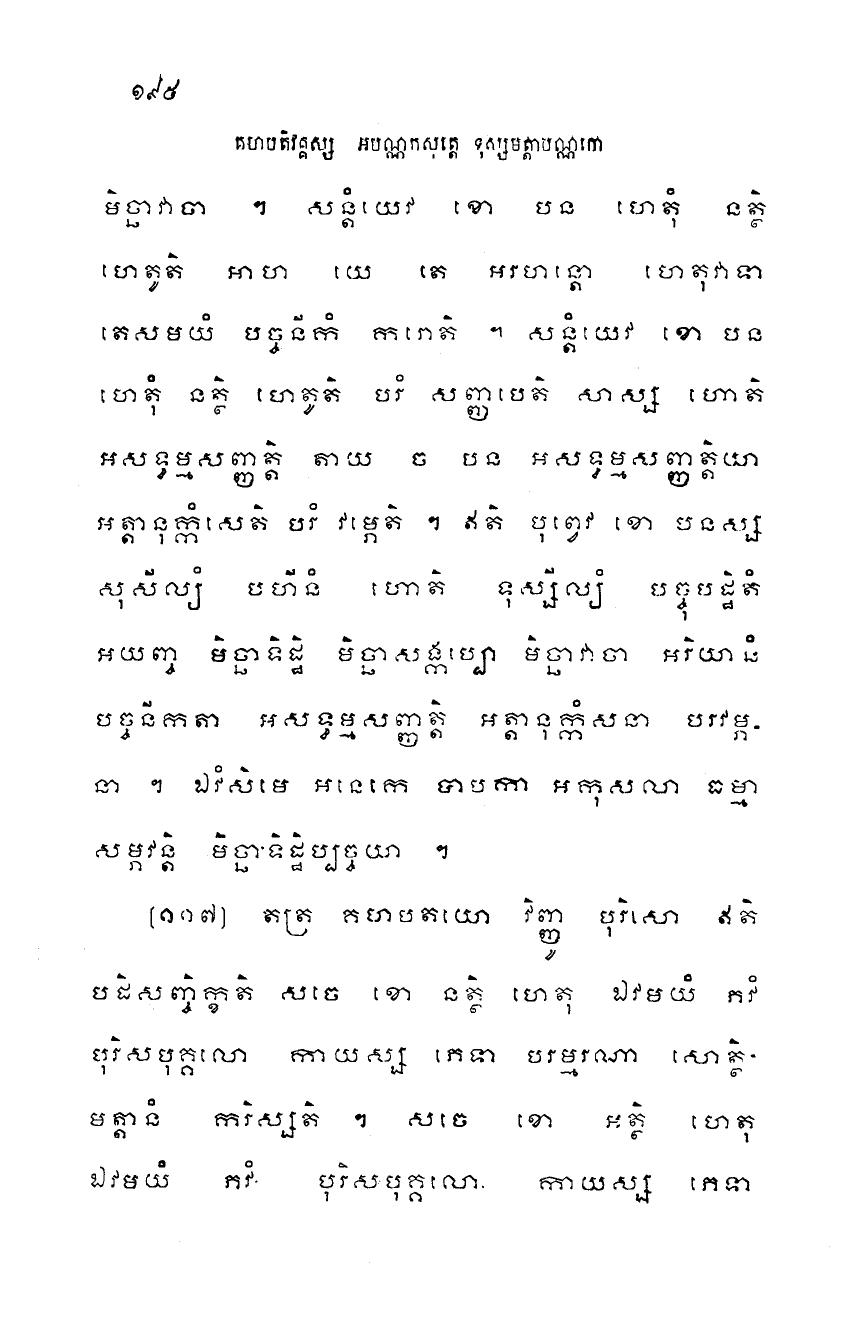 ១៩៥
គហបតិវគ្គស្ស អបណ្ណកសុត្តេ ទុស្សមត្តាបណ្ណកោ
មិច្ឆាវាចា ។ សន្តំយេវ ខោ បន ហេតុំ នត្ថិ
ហេតូតិ អាហ យេ តេ អរហន្តោ ហេតុវាទា
តេសមយំ បច្ចនីកំ ករោតិ ។ សន្តំយេវ ខោ បន
ហេតុំ នត្ថិ ហេតូតិ បរំ សញ្ញបេតិ សាស្ស ហោតិ
អសទ្ធម្មសញ្ញត្តិ តាយ ច បន អសទ្ធម្មសញ្ញត្តិយា
អត្តានុក្កំសេតិ បរំ វម្ភេតិ ។ ឥតិ បុព្វេវ ខោ បនស្ស
សុសីល្យំ បហីនំ ហោតិ ទុស្សីល្យំ បច្ចុបដ្ឋិតំ
អយញ្ច មិច្ឆាទិដ្ឋិ មិច្ឆាសង្កប្បោ មិច្ឆាវាចា អរិយានំ
បច្ចនីកតា អសទ្ធម្មសញ្ញត្តិ អត្តានុក្កំសនា បរវម្ភ-
នា ។ ឯវំសិមេ អនេកេ បាបកា អកុសលា ធម្មា
សម្ភវន្តិ មិច្ឆាទិដ្ឋិប្បច្ចយា ។
(១១៧) តត្រ គហបតយោ វិញ្ញូ បុរិសោ ឥតិ
បដិសញ្ចិក្ខតិ សចេ ខោ នត្ថិ ហេតុ ឯវមយំ ភវំ
បុរិសបុគ្គលោ កាយស្ស ភេទា បរម្មរណា សោត្ថិ-
មត្តានំ ករិស្សតិ ។ សចេ ខោ អត្ថិ ហេតុ
ឯវមយំ ភវំ បុរិសបុគ្គលោ កាយស្ស ភេទា